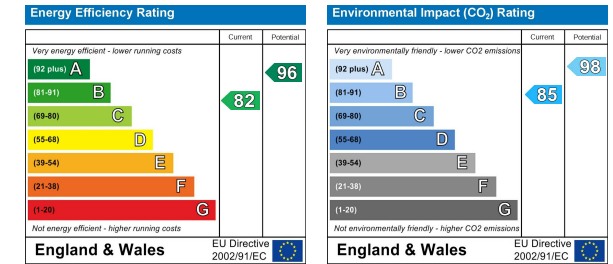 Energy Efficiency Rating
Current Potential
Very energy efficient - lower running costs
(92 plus) A
96
(81-91) B
82
(69-80) C
(55-68) D
(39-54) E
(21-38) F
(1-20) G
Not energy efficient - higher running costs
England & Wales
EU Directive
2002/91/EC
Environmental Impact (CO₂) Rating
Current Potential
Very environmentally friendly - lower CO2 emissions
(92 plus) A
98
(81-91) B
85
(69-80) C
(55-68) D
(39-54) E
(21-38) F
(1-20) G
Not environmentally friendly - higher CO2 emissions
England & Wales
EU Directive
2002/91/EC